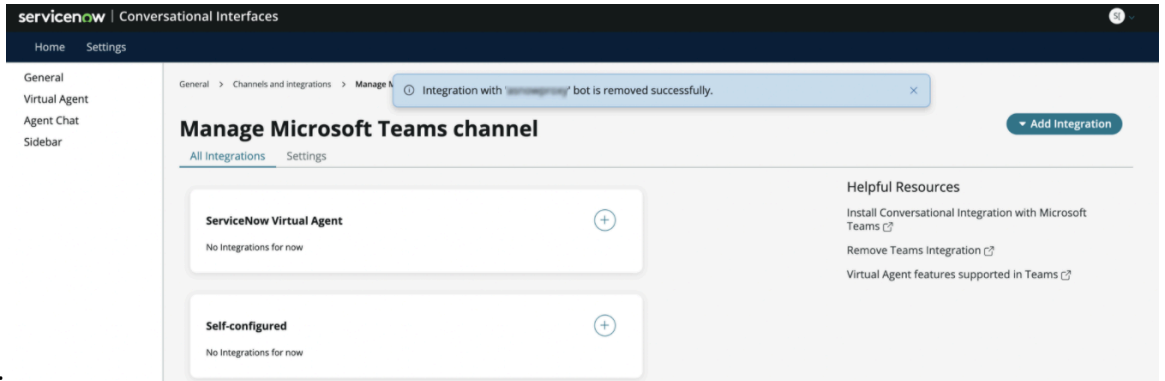 servicenow | Conversational Interfaces
Home Settings
General
Virtual Agent
Agent Chat
Sidebar
General > Channels and integrations > Manage M
Integration with '' bot is removed successfully.
Manage Microsoft Teams channel
Add Integration
All Integrations Settings
ServiceNow Virtual Agent
No Integrations for now
Self-configured
No Integrations for now
Helpful Resources
Install Conversational Integration with Microsoft
Teams
Remove Teams Integration
Virtual Agent features supported in Teams